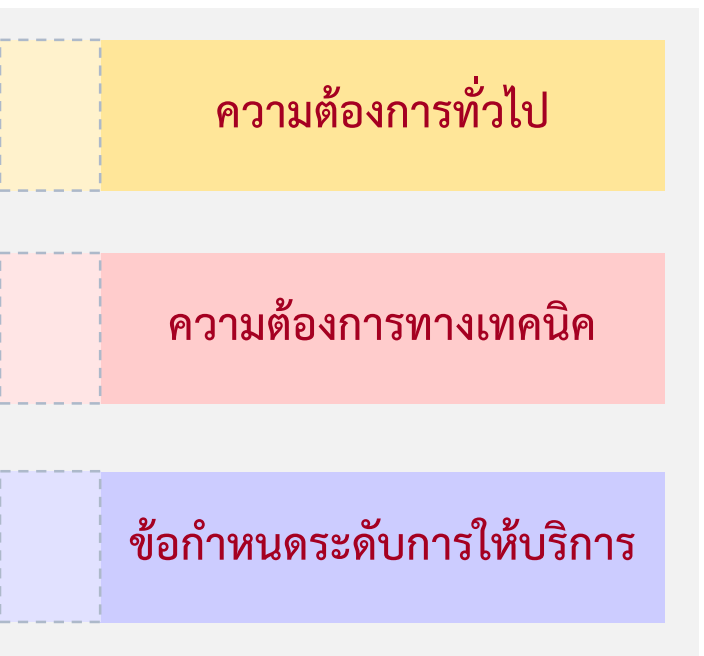 ความต้องการทั่วไป
ความต้องการทางเทคนิค
ข้อกำหนดระดับการให้บริการ